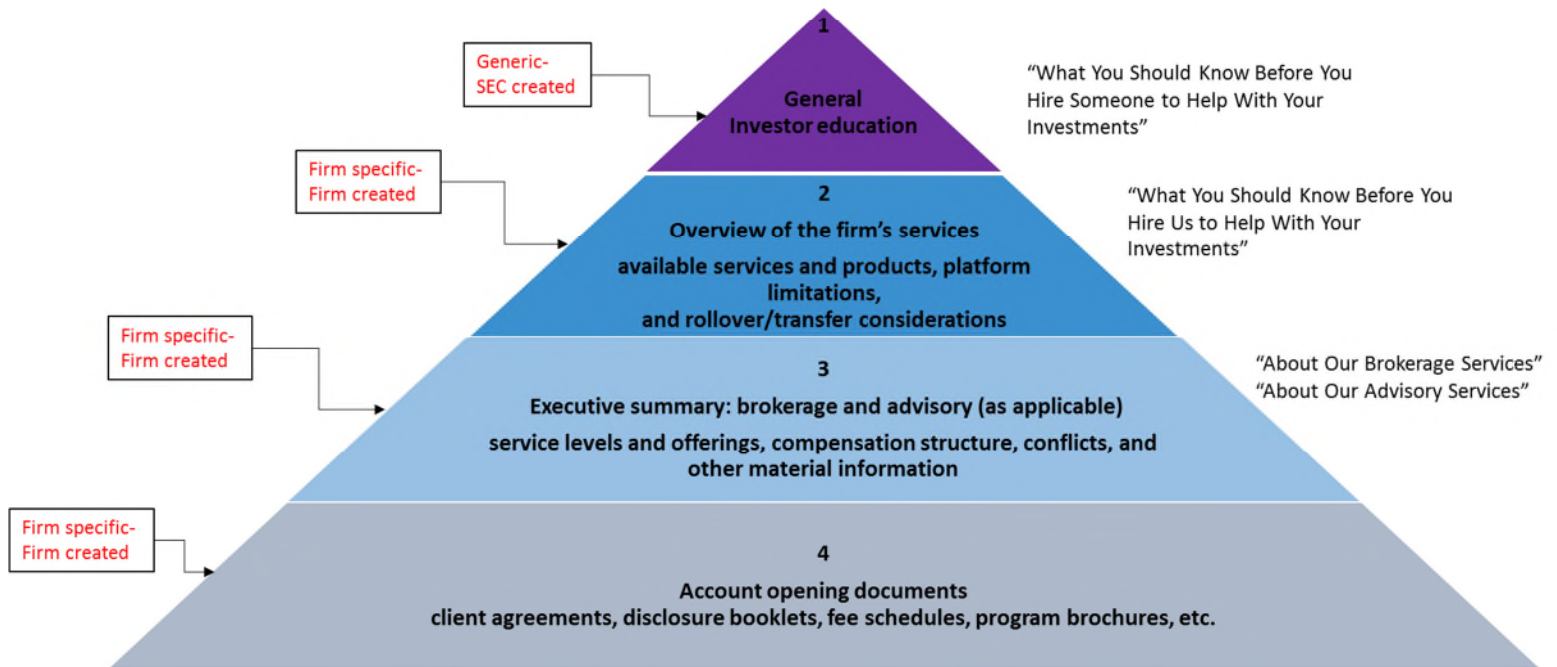 1
Generic-
SEC created
General
Investor education
“What You Should Know Before You
Hire Someone to Help With Your
Investments”
Firm specific-
Firm created
2
Overview of the firm’s services
available services and products, platform
limitations,
and rollover/transfer considerations
“What You Should Know Before You
Hire Us to Help With Your
Investments”
Firm specific-
Firm created
3
Executive summary: brokerage and advisory (as applicable)
service levels and offerings, compensation structure, conflicts, and
other material information
“About Our Brokerage Services”
“About Our Advisory Services”
Firm specific-
Firm created
4
Account opening documents
client agreements, disclosure booklets, fee schedules, program brochures, etc.